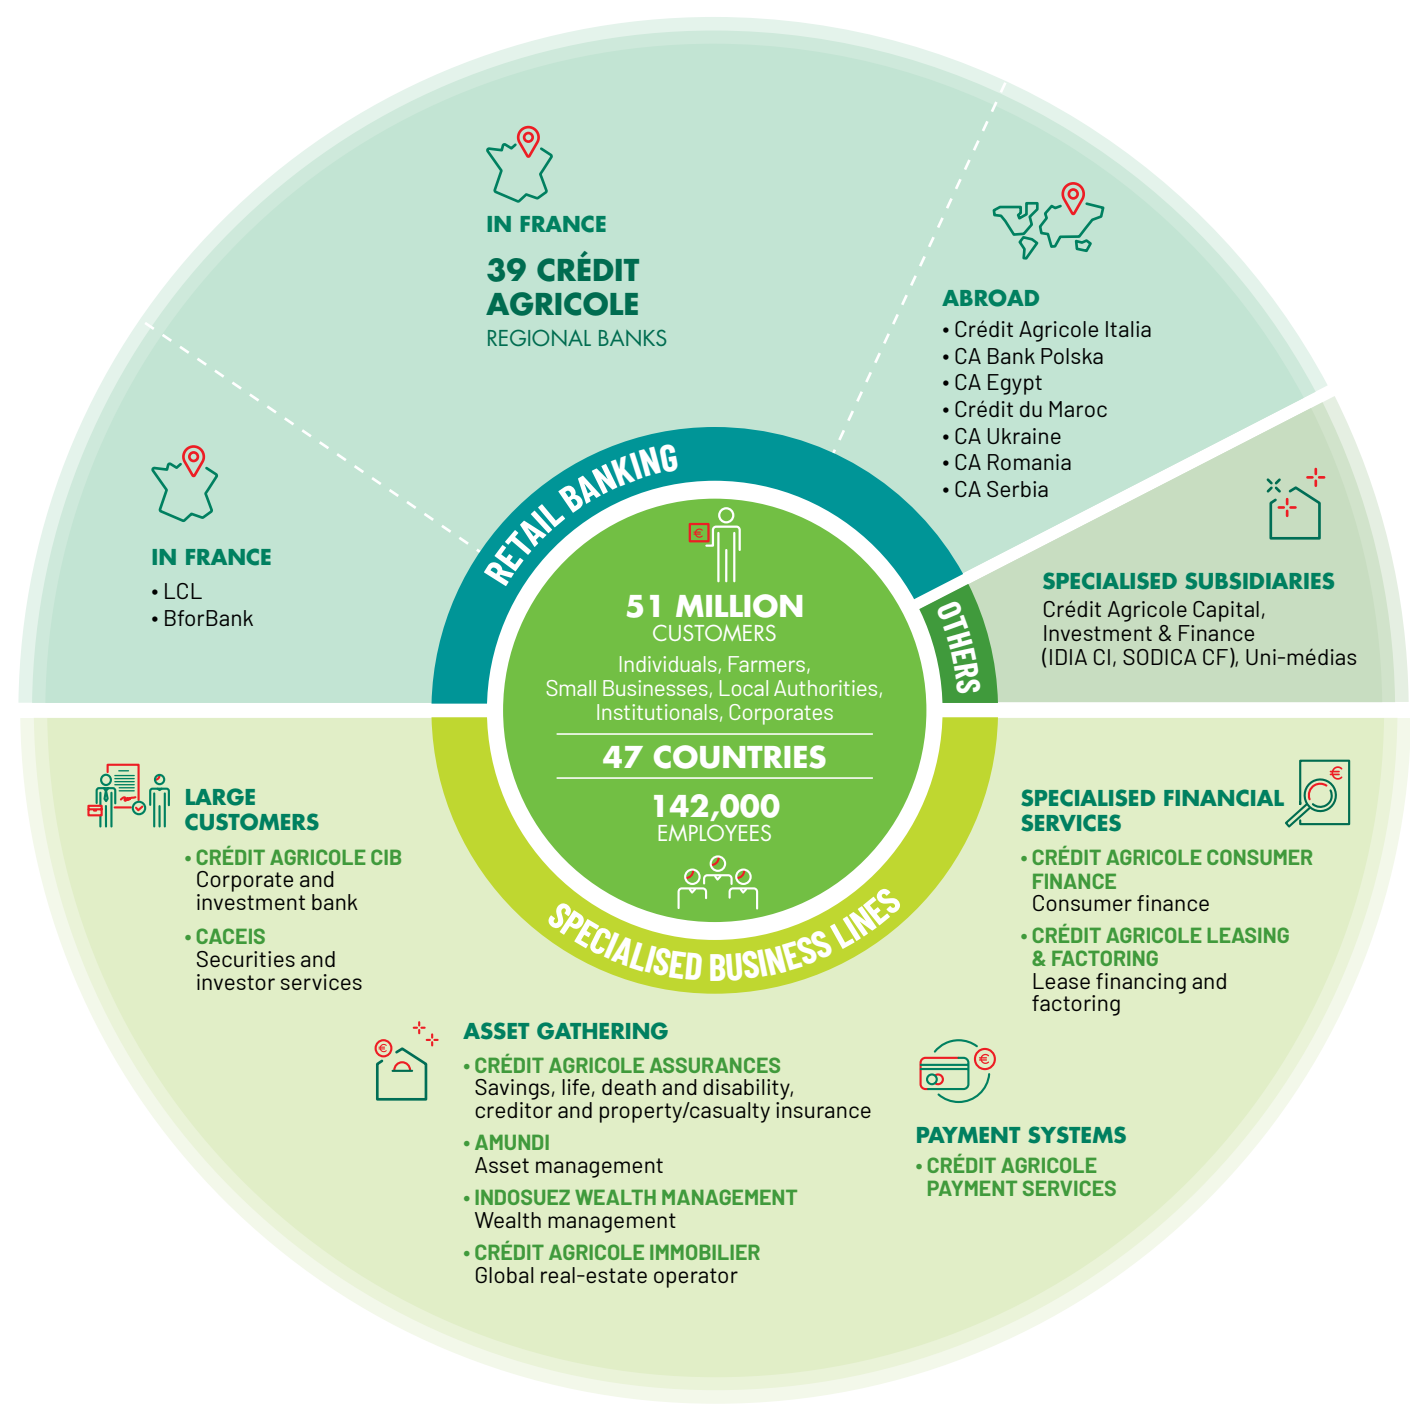 IN FRANCE
39 CRÉDIT
AGRICOLE
REGIONAL BANKS
ABROAD
• Crédit Agricole Italia
• CA Bank Polska
• CA Egypt
• Crédit du Maroc
• CA Ukraine
• CA Romania
• CA Serbia
IN FRANCE
• LCL
• BforBank
RETAIL BANKING
OTHERS
SPECIALISED SUBSIDIARIES
Crédit Agricole Capital,
Investment & Finance
(IDIA CI, SODICA CF), Uni-médias
€
51 MILLION
CUSTOMERS
Individuals, Farmers,
Small Businesses, Local Authorities,
Institutionals, Corporates
47 COUNTRIES
142,000
EMPLOYEES
SPECIALISED BUSINESS LINES
LARGE
CUSTOMERS
• CRÉDIT AGRICOLE CIB
Corporate and
investment bank
• CACEIS
Securities and
investor services
€
SPECIALISED FINANCIAL
SERVICES
• CRÉDIT AGRICOLE CONSUMER
FINANCE
Consumer finance
• CRÉDIT AGRICOLE LEASING
& FACTORING
Lease financing and
factoring
€
ASSET GATHERING
• CRÉDIT AGRICOLE ASSURANCES
Savings, life, death and disability,
creditor and property/casualty insurance
• AMUNDI
Asset management
• INDOSUEZ WEALTH MANAGEMENT
Wealth management
• CRÉDIT AGRICOLE IMMOBILIER
Global real-estate operator
€
PAYMENT SYSTEMS
• CRÉDIT AGRICOLE
PAYMENT SERVICES